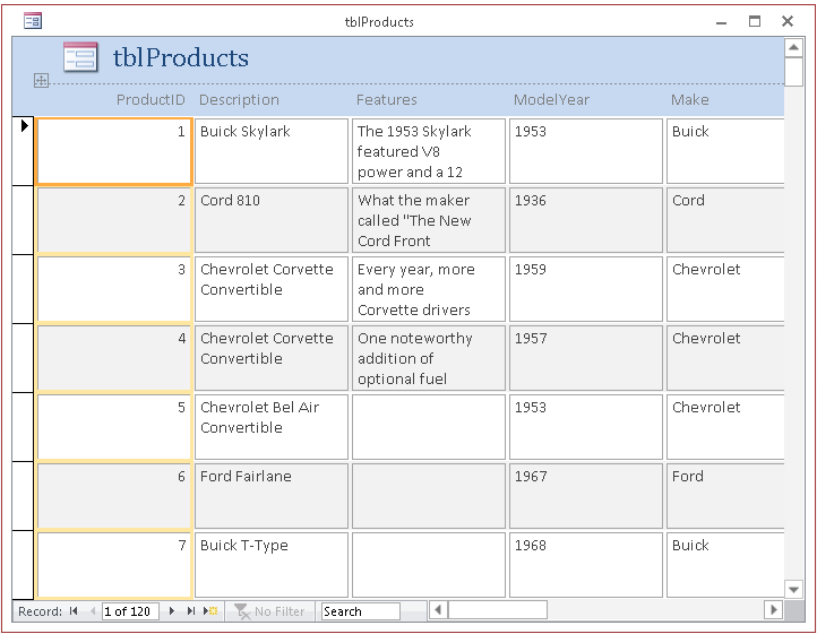 tblProducts
tblProducts
ProductID Description Features ModelYear Make
1 Buick Skylark The 1953 Skylark 1953 Buick
featured V8
power and a 12
2 Cord 810 What the maker 1936 Cord
called "The New
Cord Front
3 Chevrolet Corvette Every year, more 1959 Chevrolet
Convertible and more
Corvette drivers
4 Chevrolet Corvette One noteworthy 1957 Chevrolet
Convertible addition of
optional fuel
5 Chevrolet Bel Air 1953 Chevrolet
Convertible
6 Ford Fairlane 1967 Ford
7 Buick T-Type 1968 Buick
Record: 1 of 120 No Filter Search